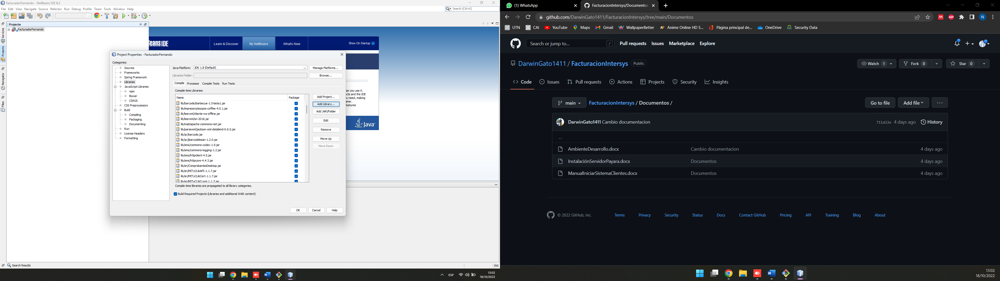 FacturadorFernando - NetBeans IDE 8.2
File Edit View Navigate Source Refactor Run Debug Profile Team Tools Window Help
Search (Ctrl+I)
Projects
FacturadorFernando
Services
Projects
Navigator
Files
Beans IDE
Learn & Discover
My NetBeans
What's New
Show On Startup
as you use it.
ects and the IDE
u need, making
aner.
features
Java
Project Properties - FacturadorFernando
Categories:
Sources
Frameworks
Spring Framework
Libraries
JavaScript Libraries
npm
Bower
CDNJS
CSS Preprocessors
Build
Compiling
Packaging
Documenting
Run
License Headers
Formatting
Java Platform: JDK 1.8 (Default) Manage Platforms...
Libraries Folder: Browse...
Compile Processor Compile Tests Run Tests
Compile-time Libraries:
Name Package
lib/barcode/barbecue-1.5-beta1.jar
lib/impresora/escpos-coffee-4.0.1.jar
lib/leerxml/cliente-ws-offline.jar
lib/leerxml/sri-2016.jar
lib/mail/apache-commons-net.jar
lib/parsexml/jackson-xml-databind-0.6.0.jar
lib/qr/barcode.jar
lib/qr/jbarcodebean-1.2.0.jar
lib/sms/commons-codec-1.9.jar
lib/sms/commons-logging-1.2.jar
lib/sms/httpclient-4.5.jar
lib/sms/httpcore-4.4.3.jar
lib/sri/ComprobantesDesktop.jar
lib/sri/MITyCLibAPI-1.1.7.jar
lib/sri/MITyCLibCert-1.1.7.jar
lib/sri/MITyCLibCrypt-1.1.7.jar
Add Project...
Add Library...
Add JAR/Folder
Edit
Remove
Move Up
Move Down
Compile-time libraries are propagated to all library categories.
Build Required Projects (Libraries and additional WAR content)
OK Cancel Help
Search Results
INS
ESP
13:02
18/10/2022
(1) WhatsApp
FacturacionIntersys/Documentos
github.com/DarwinGato1411/FacturacionIntersys/tree/main/Documentos
ABP
N
UTN CAI YouTube Maps Gmail WallpaperBetter AF Anime Online HD S... Página principal de... OneDrive Security Data
Search or jump to... /
Pull requests Issues Marketplace Explore
DarwinGato1411 / FacturacionIntersys Public
Watch 1 Fork 0 Star 0
Code Issues Pull requests Actions Projects Security Insights
main FacturacionIntersys / Documentos /
Go to file Add file ...
DarwinGato1411 Cambio documentacion 711d22e 4 days ago History
..
AmbienteDesarrollo.docx Cambio documentacion 4 days ago
InstalaciónServidorPayara.docx Documentos 4 days ago
ManualIniciarSistemaClientes.docx Documentos 4 days ago
© 2022 GitHub, Inc. Terms Privacy Security Status Docs Contact GitHub Pricing API Training Blog About
13:02
18/10/2022